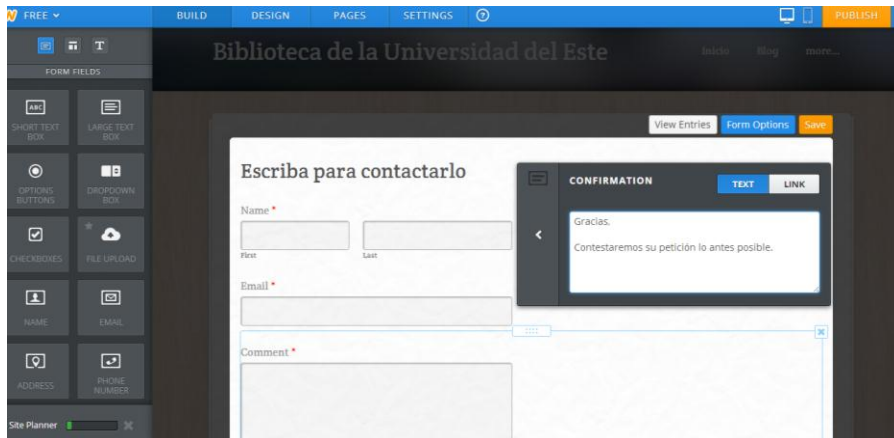 FREE
BUILD DESIGN PAGES SETTINGS ? PUBLISH
T
FORM FIELDS
Biblioteca de la Universidad del Este
Inicio Blog more...
ABC
SHORT TEXT BOX
LARGE TEXT BOX
OPTIONS BUTTONS
DROPDOWN BOX
CHECKBOXES
FILE UPLOAD
NAME
EMAIL
ADDRESS
PHONE NUMBER
Site Planner
View Entries Form Options Save
Escriba para contactarlo
Name *
First Last
Email *
Comment *
CONFIRMATION TEXT LINK
Gracias.
Contestaremos su petición lo antes posible.